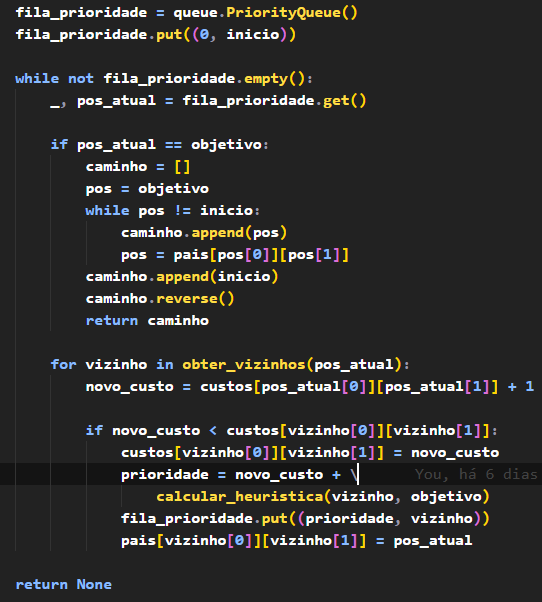 fila_prioridade = queue.PriorityQueue()
fila_prioridade.put((0, inicio))
while not fila_prioridade.empty():
    _, pos_atual = fila_prioridade.get()
    if pos_atual == objetivo:
        caminho = []
        pos = objetivo
        while pos != inicio:
            caminho.append(pos)
            pos = pais[pos[0]][pos[1]]
        caminho.append(inicio)
        caminho.reverse()
        return caminho
    for vizinho in obter_vizinhos(pos_atual):
        novo_custo = custos[pos_atual[0]][pos_atual[1]] + 1
        if novo_custo < custos[vizinho[0]][vizinho[1]]:
            custos[vizinho[0]][vizinho[1]] = novo_custo
            prioridade = novo_custo + \ You, há 6 dias
                calcular_heuristica(vizinho, objetivo)
            fila_prioridade.put((prioridade, vizinho))
            pais[vizinho[0]][vizinho[1]] = pos_atual
return None